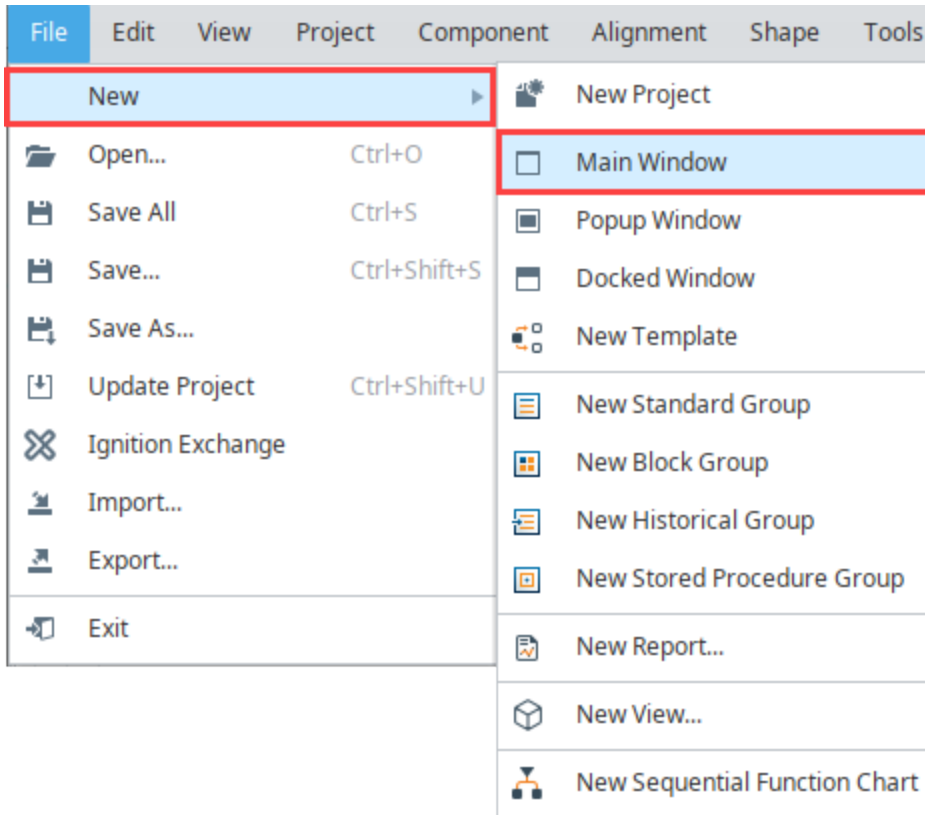 File Edit View Project Component Alignment Shape Tools
New
Open... Ctrl+O
Save All Ctrl+S
Save... Ctrl+Shift+S
Save As...
Update Project Ctrl+Shift+U
Ignition Exchange
Import...
Export...
Exit
New Project
Main Window
Popup Window
Docked Window
New Template
New Standard Group
New Block Group
New Historical Group
New Stored Procedure Group
New Report...
New View...
New Sequential Function Chart